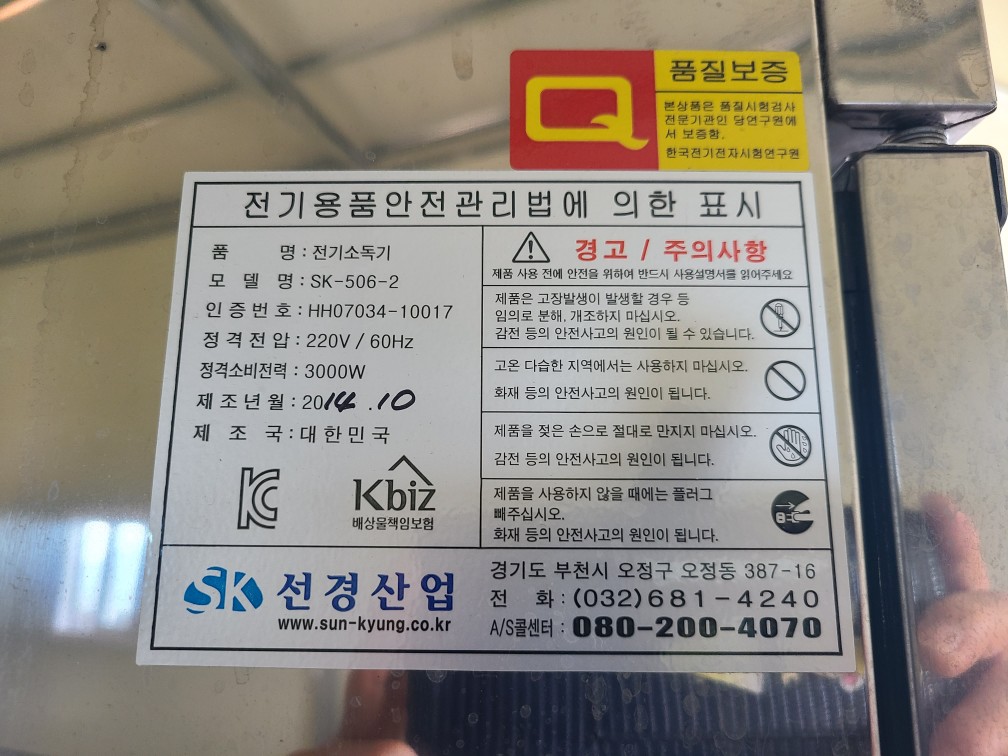 Q
품질보증
본상품은 품질시험검사
전문기관인 당연구원에
서 보증함.
한국전기전자시험연구원
전기용품안전관리법에 의한 표시
품 명 : 전기소독기
모 델 명 : SK-506-2
인증번호 : HH07034-10017
정격전압 : 220V / 60Hz
정격소비전력 : 3000W
제조년월 : 2014.10
제 조 국 : 대한민국
KC
Kbiz
배상물책임보험
경고 / 주의사항
제품 사용 전에 안전을 위하여 반드시 사용설명서를 읽어주세요
제품은 고장발생이 발생할 경우 등
임의로 분해, 개조하지 마십시오.
감전 등의 안전사고의 원인이 될 수 있습니다.
고온 다습한 지역에서는 사용하지 마십시오.
화재 등의 안전사고의 원인이 됩니다.
제품을 젖은 손으로 절대로 만지지 마십시오.
감전 등의 안전사고의 원인이 됩니다.
제품을 사용하지 않을 때에는 플러그
빼주십시오.
화재 등의 안전사고의 원인이 됩니다.
SK 선경산업
www.sun-kyung.co.kr
경기도 부천시 오정구 오정동 387-16
전 화 : (032)681-4240
A/S콜센터 : 080-200-4070